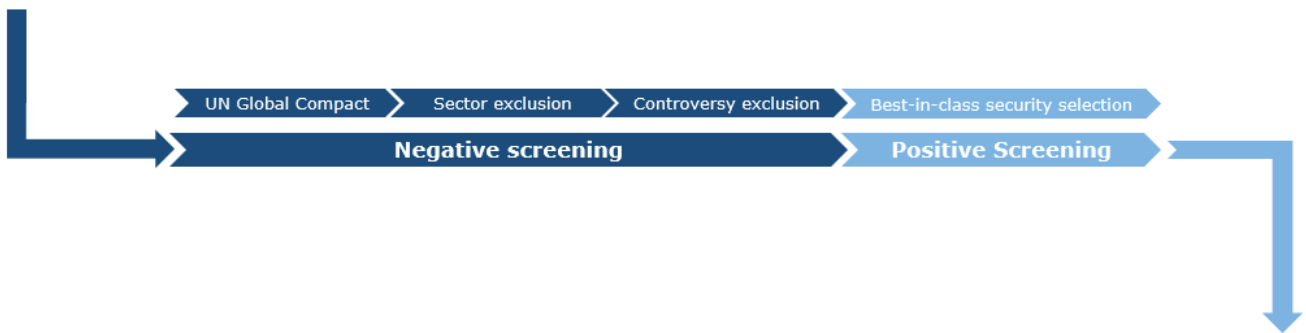 UN Global Compact
Sector exclusion
Controversy exclusion
Best-in-class security selection
Negative screening
Positive Screening